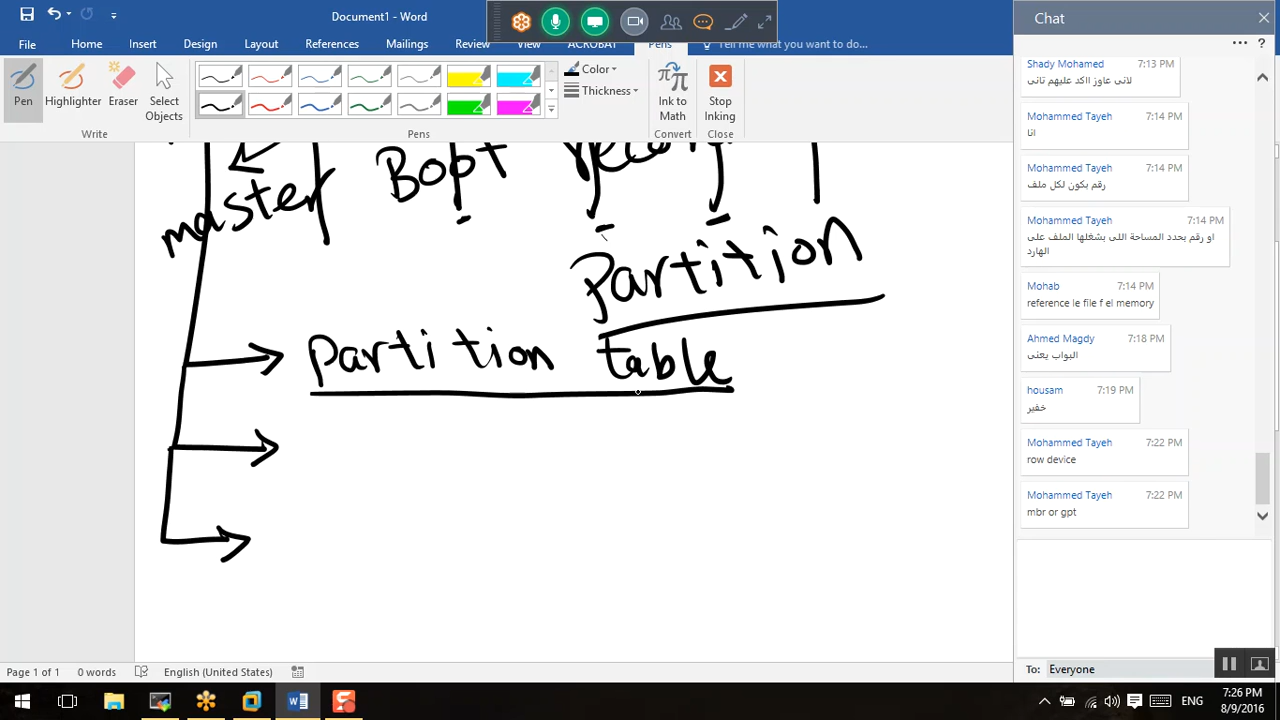 Document1 - Word
File Home Insert Design Layout References Mailings Review View ACROBAT Pens Tell me what you want to do...
Pen
Highlighter
Eraser
Select Objects
Color
Thickness
Ink to Math
Stop Inking
Write
Pens
Convert
Close
master Boot record
Partition
partition table
Chat
Shady Mohamed 7:13 PM
لانى عاوز ااكد عليهم تانى
Mohammed Tayeh 7:14 PM
انا
Mohammed Tayeh 7:14 PM
رقم بكون لكل ملف
Mohammed Tayeh 7:14 PM
او رقم بحدد المساحة اللى بشغلها الملف على
الهارد
Mohab 7:14 PM
reference le file f el memory
Ahmed Magdy 7:18 PM
البواب يعنى
housam 7:19 PM
خفير
Mohammed Tayeh 7:22 PM
row device
Mohammed Tayeh 7:22 PM
mbr or gpt
To: Everyone
Page 1 of 1 0 words English (United States)
ENG
7:26 PM
8/9/2016